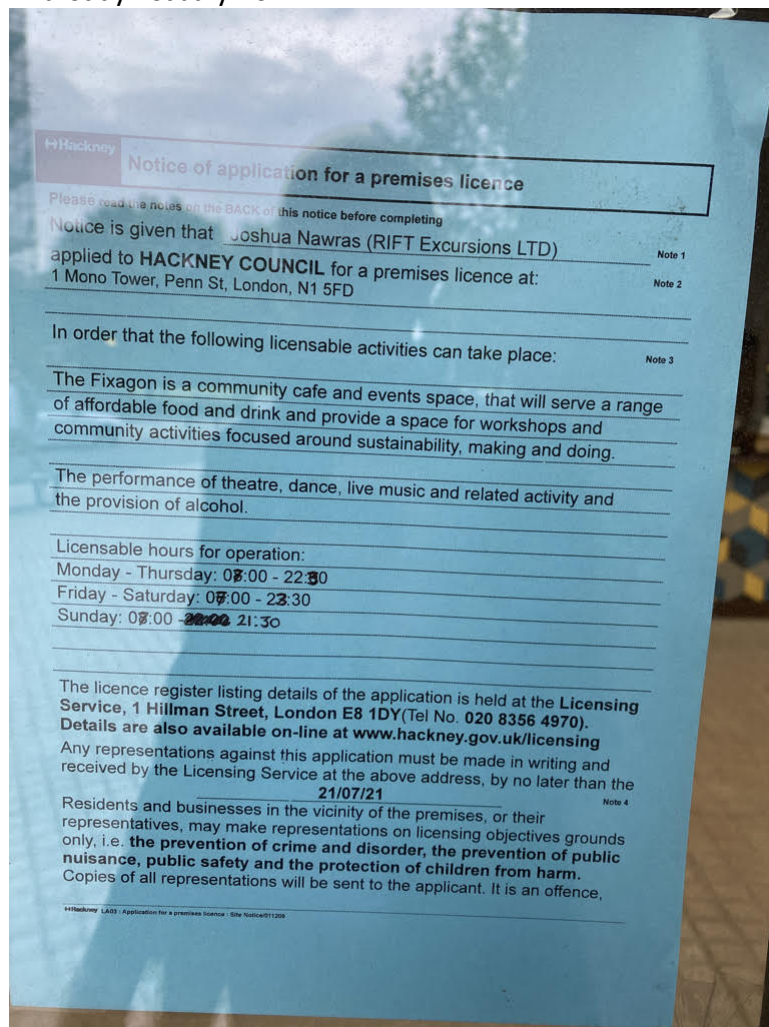 Hackney
Notice of application for a premises licence
Please read the notes on the BACK of this notice before completing
Notice is given that Joshua Nawras (RIFT Excursions LTD) Note 1
applied to HACKNEY COUNCIL for a premises licence at: Note 2
1 Mono Tower, Penn St, London, N1 5FD
In order that the following licensable activities can take place: Note 3
The Fixagon is a community cafe and events space, that will serve a range
of affordable food and drink and provide a space for workshops and
community activities focused around sustainability, making and doing.
The performance of theatre, dance, live music and related activity and
the provision of alcohol.
Licensable hours for operation:
Monday - Thursday: 08:00 - 22:30
Friday - Saturday: :00 - 23:30
Sunday: 08:00 - 21:30
The licence register listing details of the application is held at the Licensing
Service, 1 Hillman Street, London E8 1DY(Tel No. 020 8356 4970).
Details are also available on-line at www.hackney.gov.uk/licensing
Any representations against this application must be made in writing and
received by the Licensing Service at the above address, by no later than the
21/07/21 Note 4
Residents and businesses in the vicinity of the premises, or their
representatives, may make representations on licensing objectives grounds
only, i.e. the prevention of crime and disorder, the prevention of public
nuisance, public safety and the protection of children from harm.
Copies of all representations will be sent to the applicant. It is an offence,
Hackney LA03 : Application for a premises licence : Site Notice/011209